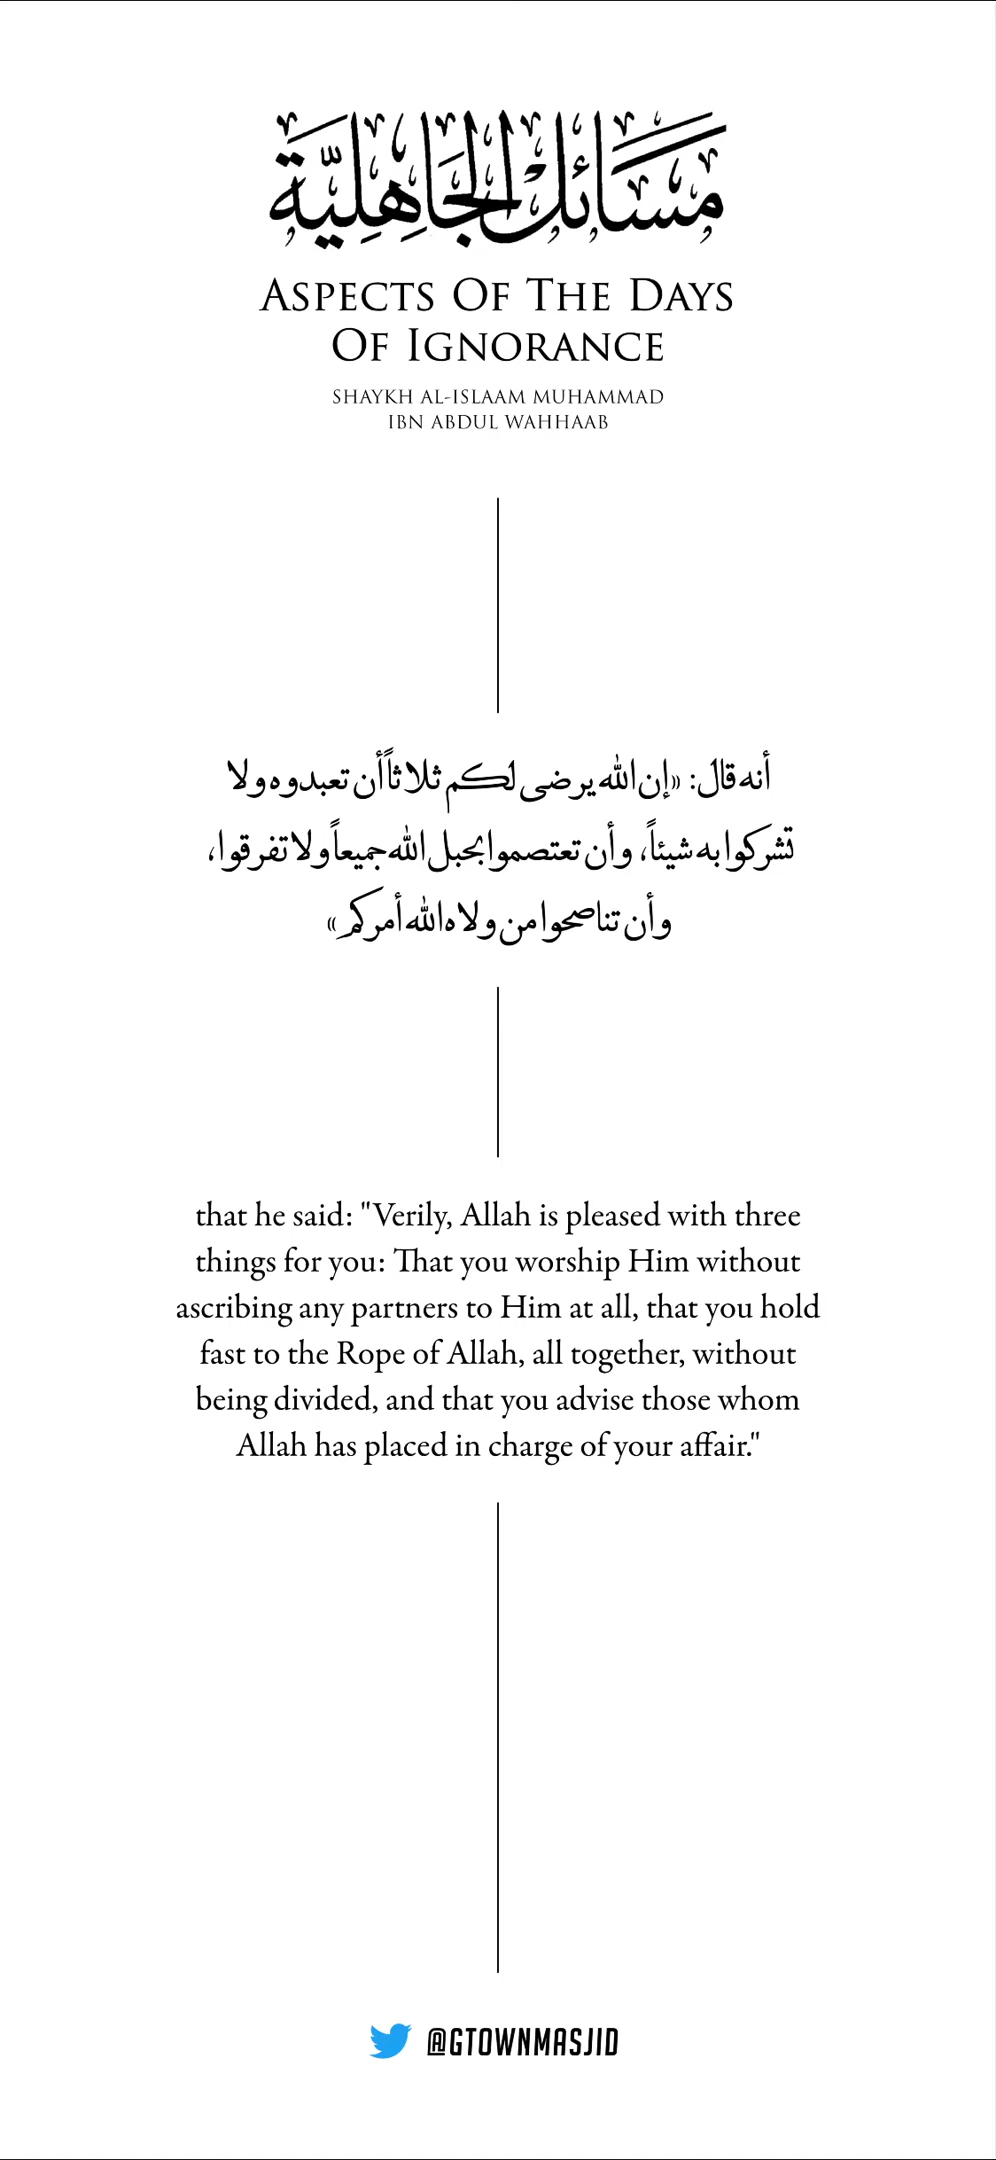 مَسَائِلُ الجَاهِلِيَّةِ
ASPECTS OF THE DAYS
OF IGNORANCE
SHAYKH AL-ISLAAM MUHAMMAD
IBN ABDUL WAHHAAB
أنه قال: «إن الله يرضى لكم ثلاثاً أن تعبدوه ولا
تشركوا به شيئاً، وأن تعتصموا بحبل الله جميعاً ولا تفرقوا،
وأن تناصحوا من ولاه الله أمركم»
that he said: "Verily, Allah is pleased with three
things for you: That you worship Him without
ascribing any partners to Him at all, that you hold
fast to the Rope of Allah, all together, without
being divided, and that you advise those whom
Allah has placed in charge of your affair."
@GTOWNMASJID